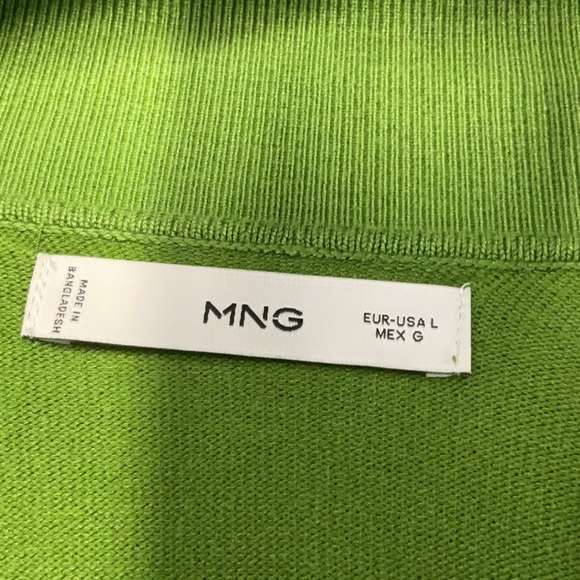 MADE IN
BANGLADESH
MNG
EUR-USA L
MEX G